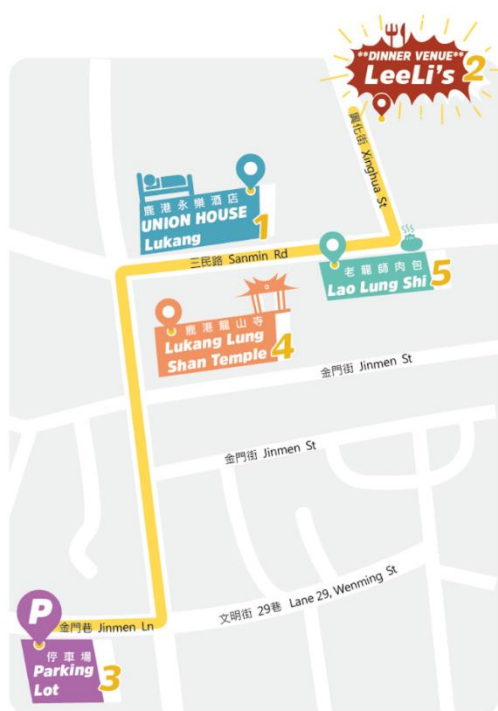 **DINNER VENUE**
LeeLi's 2
興化街 Xinghua St
鹿港永樂酒店
UNION HOUSE
Lukang 1
三民路 Sanmin Rd
老龍師肉包
Lao Lung Shi 5
鹿港龍山寺
Lukang Lung
Shan Temple 4
金門街 Jinmen St
金門街 Jinmen St
文明街 29巷 Lane 29, Wenming St
P
金門巷 Jinmen Ln
停車場
Parking
Lot 3